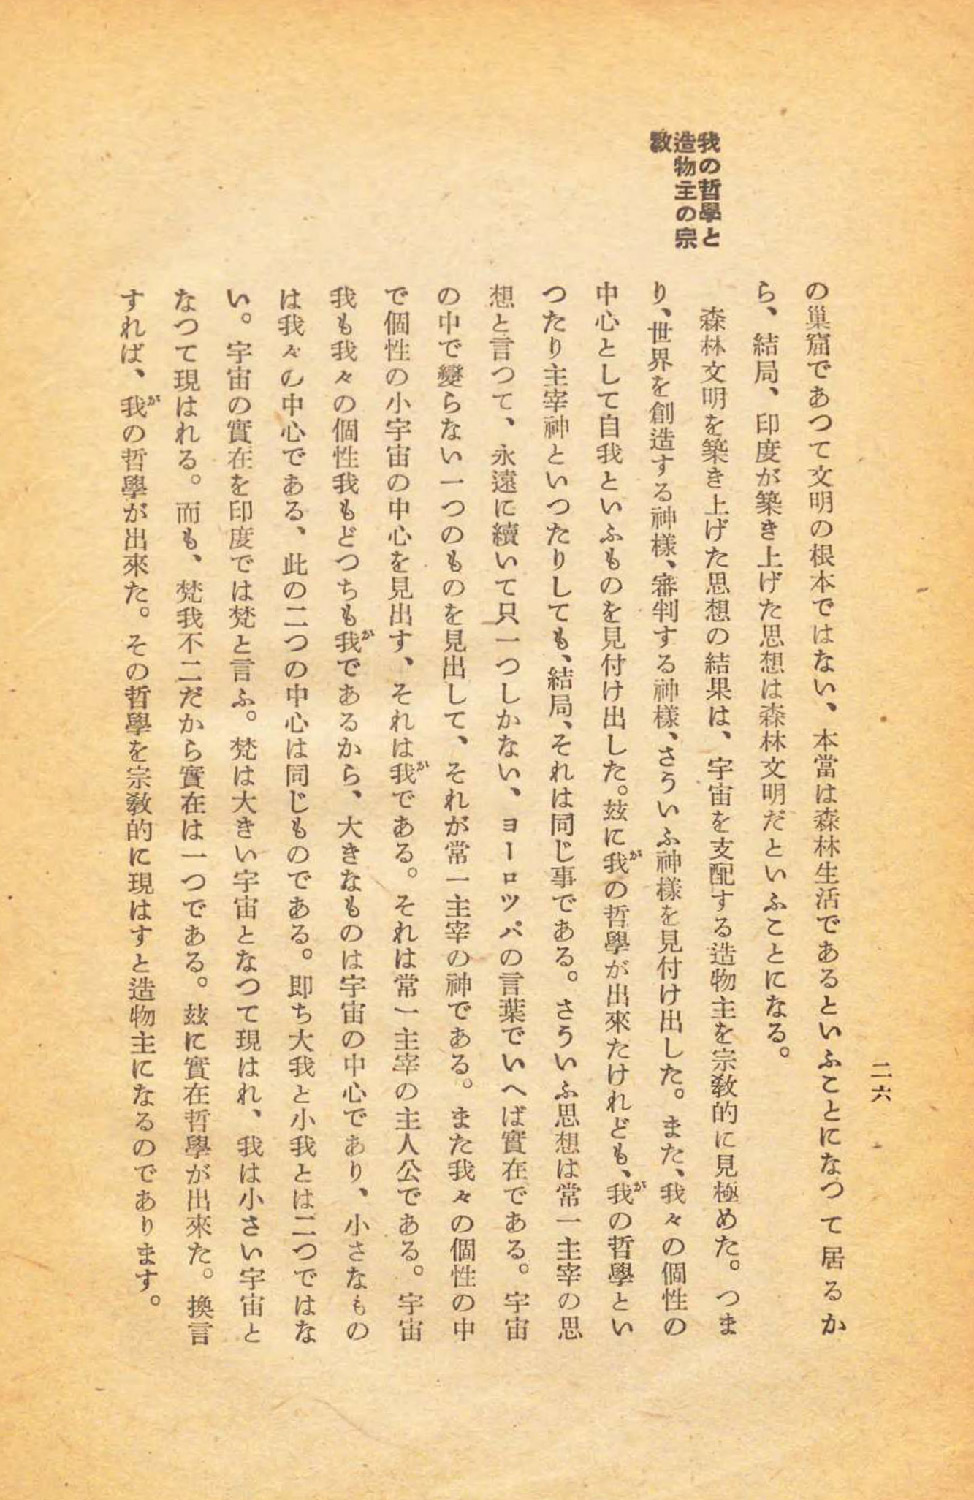 二六
の巣窟であつて文明の根本ではない、本當は森林生活であるといふことになつて居るか
ら、結局、印度が築き上げた思想は森林文明だといふことになる。
我の哲學と
造物主の宗
敎
森林文明を築き上げた思想の結果は、宇宙を支配する造物主を宗敎的に見極めた。つま
り、世界を創造する神樣、審判する神樣、さういふ神樣を見付け出した。また、我々の個性の
中心として自我といふものを見付け出した。玆に我の哲學が出來たけれども、我の哲學とい
つたり主宰神といつたりしても、結局、それは同じ事である。さういふ思想は常一主宰の思
想と言つて、永遠に續いて只一つしかない、ヨーロツパの言葉でいへば實在である。宇宙
の中で變らない一つのものを見出して、それが常一主宰の神である。また我々の個性の中
で個性の小宇宙の中心を見出す、それは我である。それは常一主宰の主人公である。宇宙
我も我々の個性我もどつちも我であるから、大きなものは宇宙の中心であり、小さなもの
は我々の中心である、此の二つの中心は同じものである。即ち大我と小我とは二つではな
い。宇宙の實在を印度では梵と言ふ。梵は大きい宇宙となつて現はれ、我は小さい宇宙と
なつて現はれる。而も、梵我不二だから實在は一つである。玆に實在哲學が出來た。換言
すれば、我の哲學が出來た。その哲學を宗敎的に現はすと造物主になるのであります。